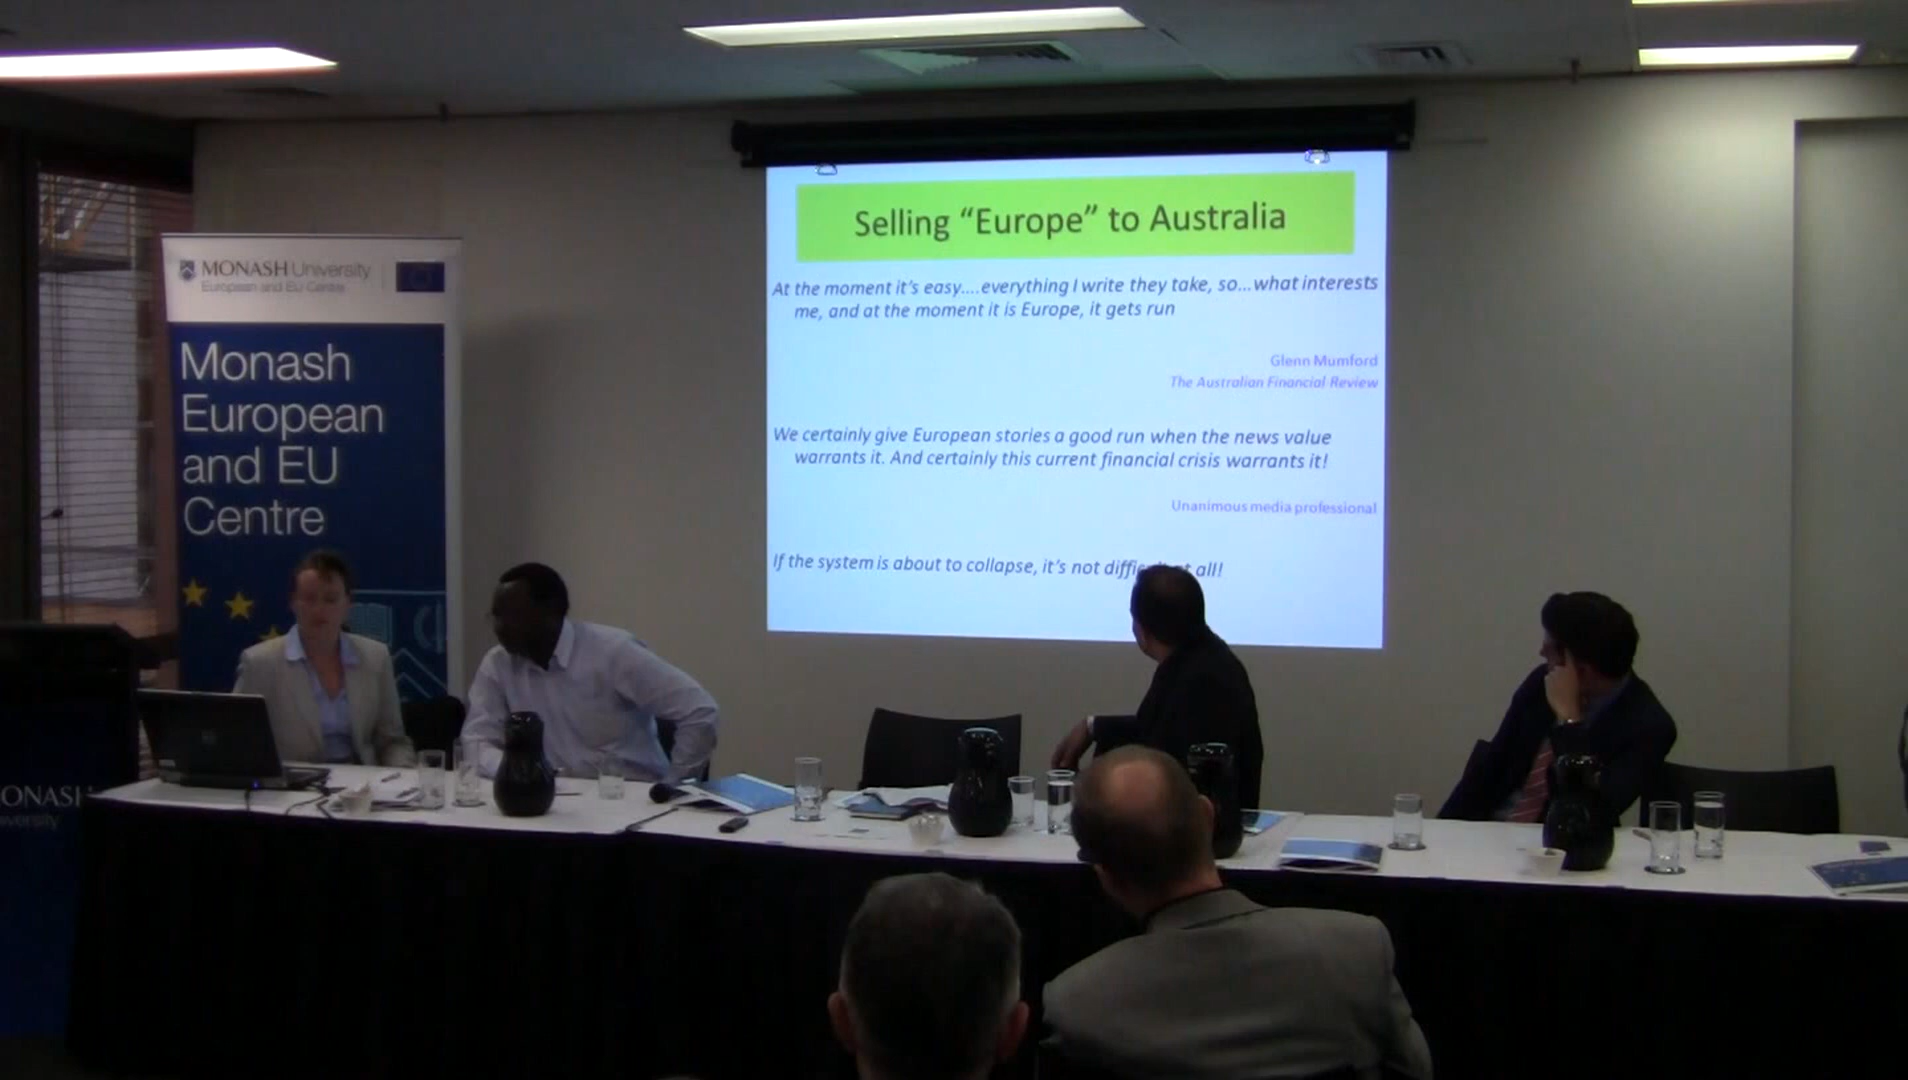 MONASH University
European and EU Centre
Monash
European
and EU
Centre
Selling “Europe” to Australia
At the moment it’s easy....everything I write they take, so...what interests
me, and at the moment it is Europe, it gets run
Glenn Mumford
The Australian Financial Review
We certainly give European stories a good run when the news value
warrants it. And certainly this current financial crisis warrants it!
Unanimous media professional
If the system is about to collapse, it’s not at all!
ONASH